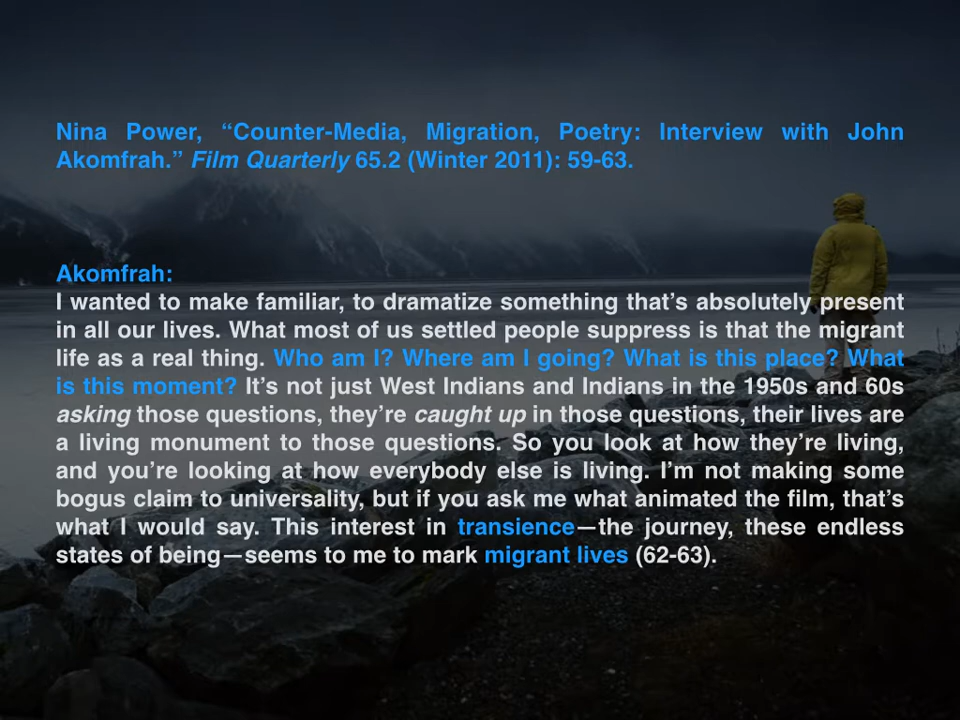 Nina Power, “Counter-Media, Migration, Poetry: Interview with John
Akomfrah.” Film Quarterly 65.2 (Winter 2011): 59-63.
Akomfrah:
I wanted to make familiar, to dramatize something that’s absolutely present
in all our lives. What most of us settled people suppress is that the migrant
life as a real thing. Who am I? Where am I going? What is this place? What
is this moment? It’s not just West Indians and Indians in the 1950s and 60s
asking those questions, they’re caught up in those questions, their lives are
a living monument to those questions. So you look at how they’re living,
and you’re looking at how everybody else is living. I’m not making some
bogus claim to universality, but if you ask me what animated the film, that’s
what I would say. This interest in transience—the journey, these endless
states of being—seems to me to mark migrant lives (62-63).